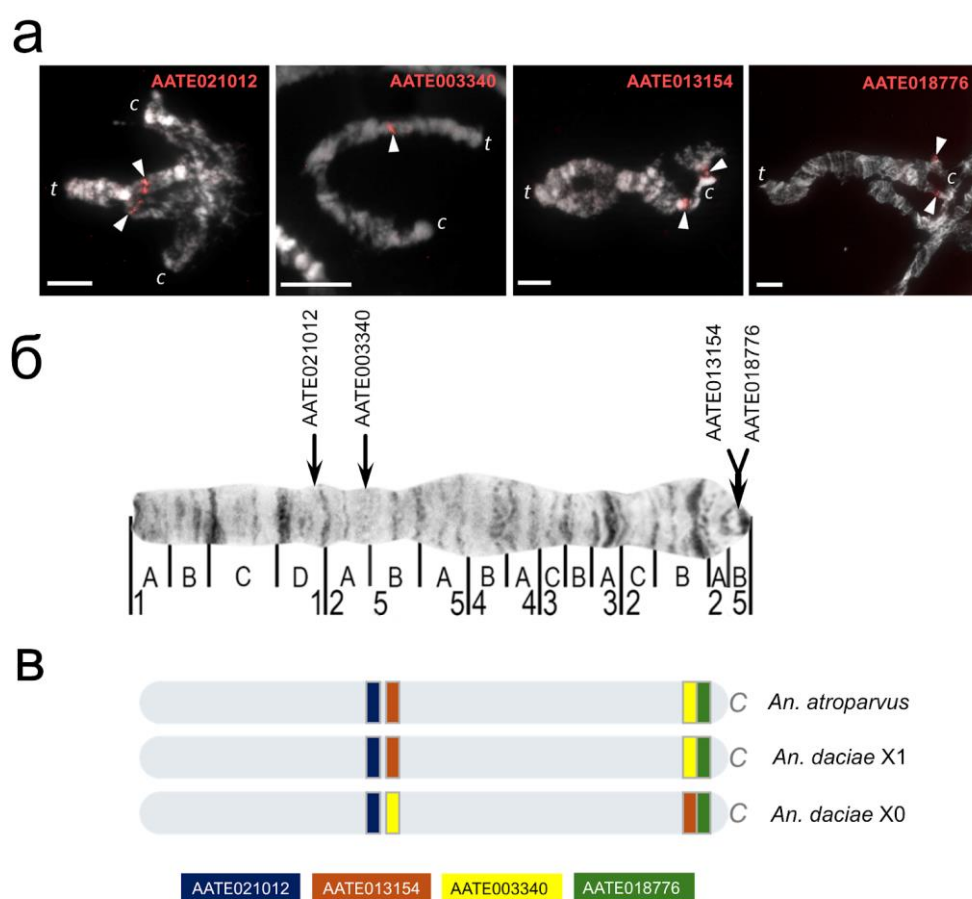 а
AATE021012
AATE003340
AATE013154
AATE018776
c
t
c
t
c
t
c
t
c
б
AATE021012
AATE003340
AATE013154
AATE018776
A B C D A B A B A C B A C B A B
1 1 2 5 5 4 4 3 3 2 2 5
в
C An. atroparvus
C An. daciae X1
C An. daciae X0
AATE021012 AATE013154 AATE003340 AATE018776